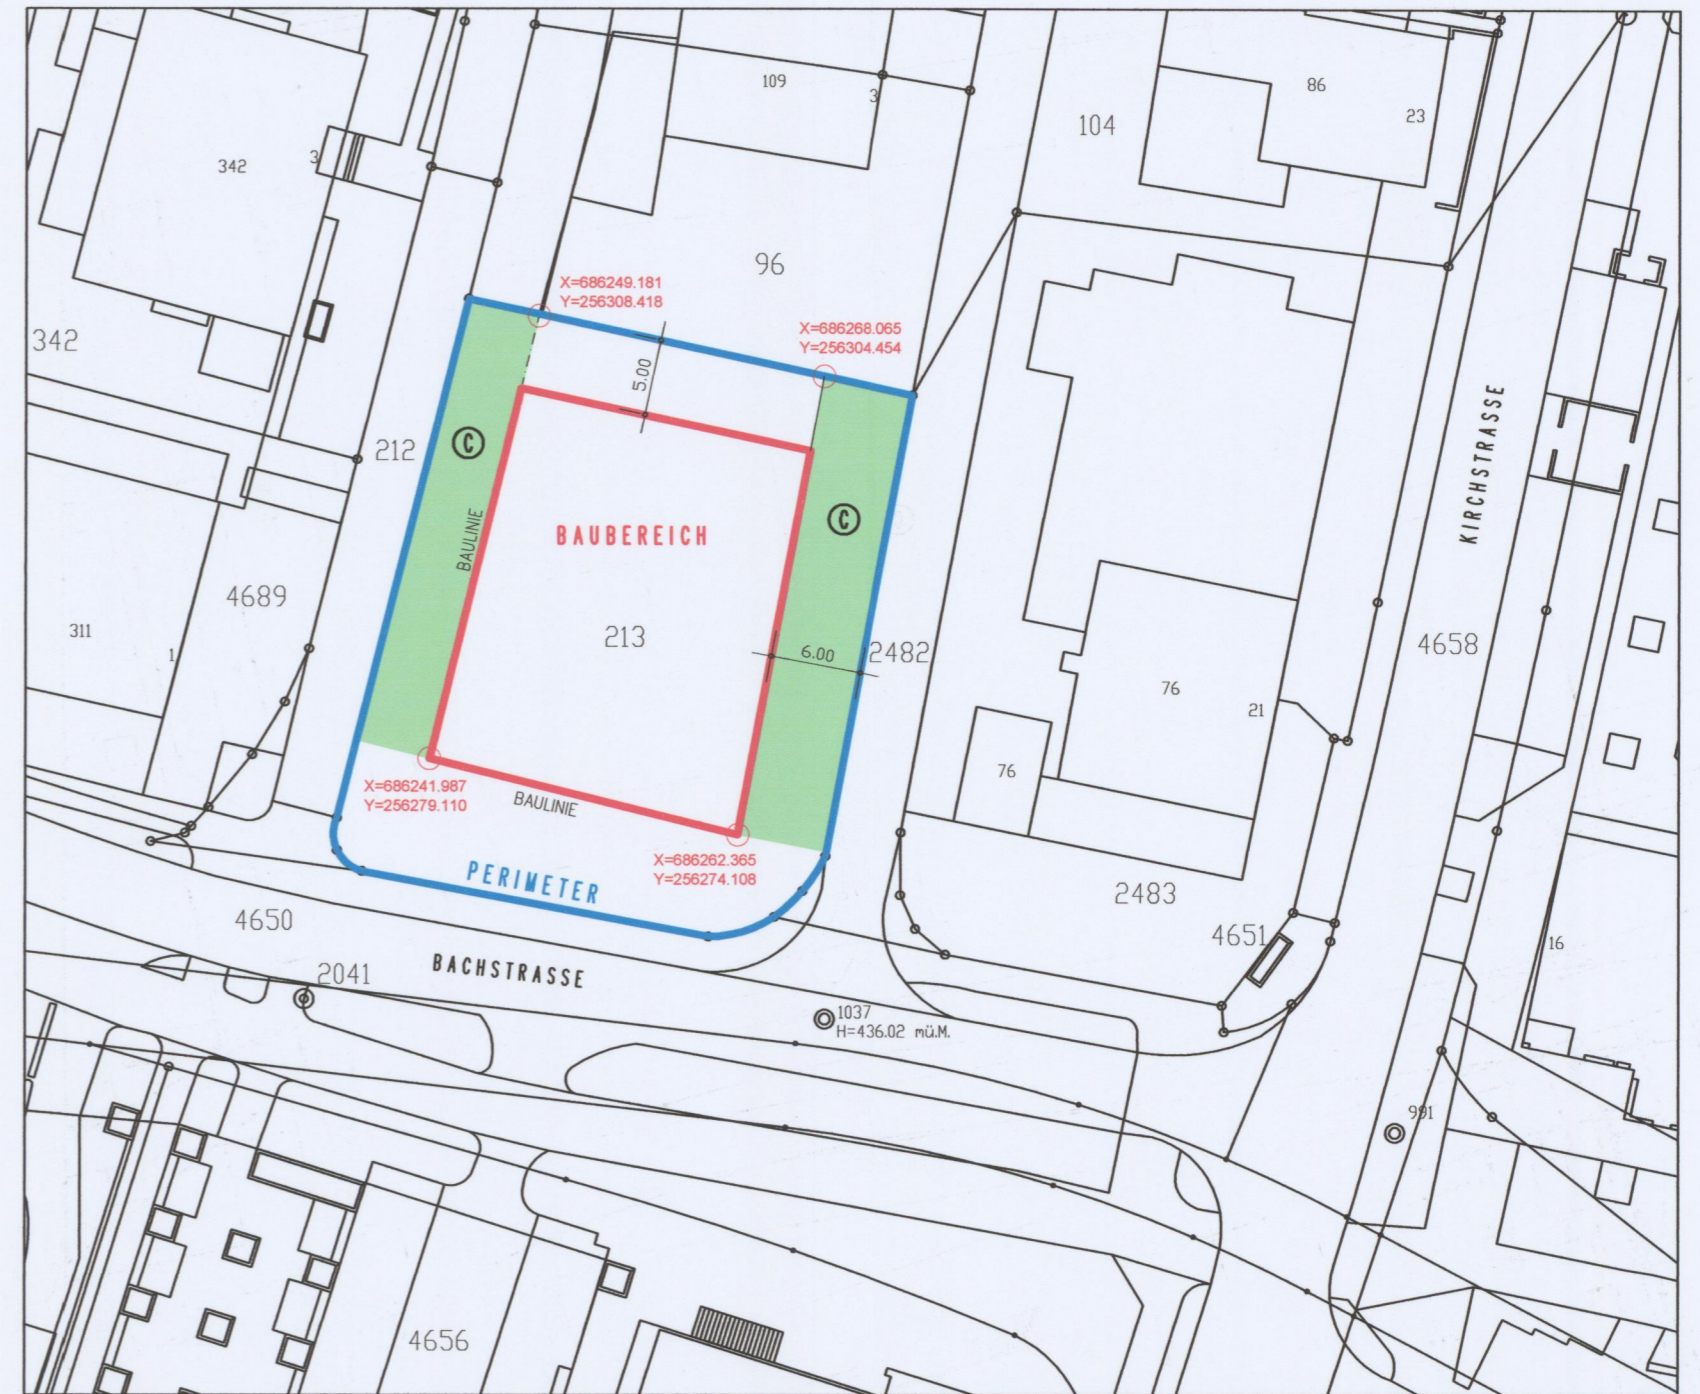 109
3
86
23
104
342
3
96
X=686249.181
Y=256308.418
X=686268.065
Y=256304.454
342
5.00
KIRCHSTRASSE
212
C
BAULINIE
BAUBEREICH
C
4689
311
1
213
6.00
2482
4658
76
21
76
X=686241.987
Y=256279.110
BAULINIE
X=686262.365
Y=256274.108
PERIMETER
2483
4650
4651
16
BACHSTRASSE
2041
1037
H=436.02 mü.M.
991
4656